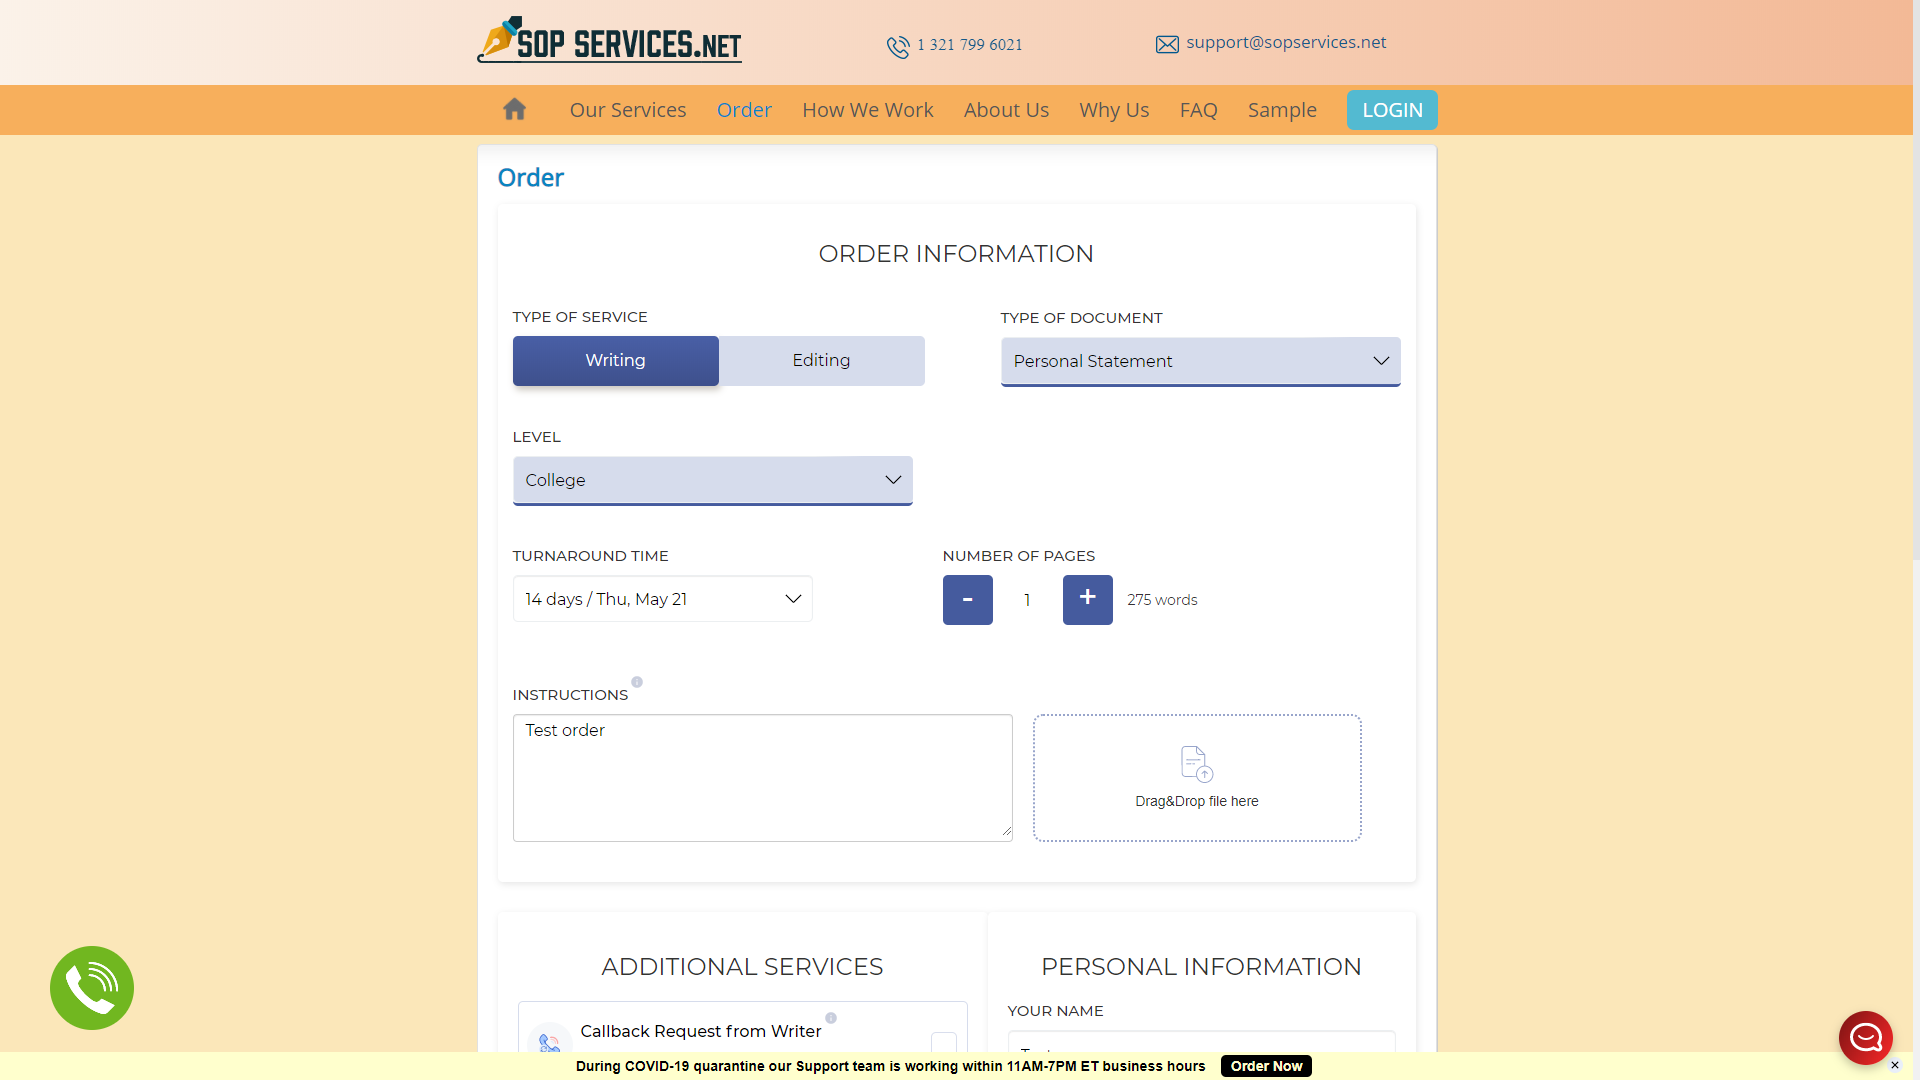 SOP SERVICES.NET
1 321 799 6021
support@sopservices.net
Our Services
Order
How We Work
About Us
Why Us
FAQ
Sample
LOGIN
Order
ORDER INFORMATION
TYPE OF SERVICE
TYPE OF DOCUMENT
Writing
Editing
Personal Statement
LEVEL
College
TURNAROUND TIME
NUMBER OF PAGES
14 days / Thu, May 21
-
1
+
275 words
INSTRUCTIONS
Test order
Drag&Drop file here
ADDITIONAL SERVICES
PERSONAL INFORMATION
YOUR NAME
Callback Request from Writer
During COVID-19 quarantine our Support team is working within 11AM-7PM ET business hours
Order Now